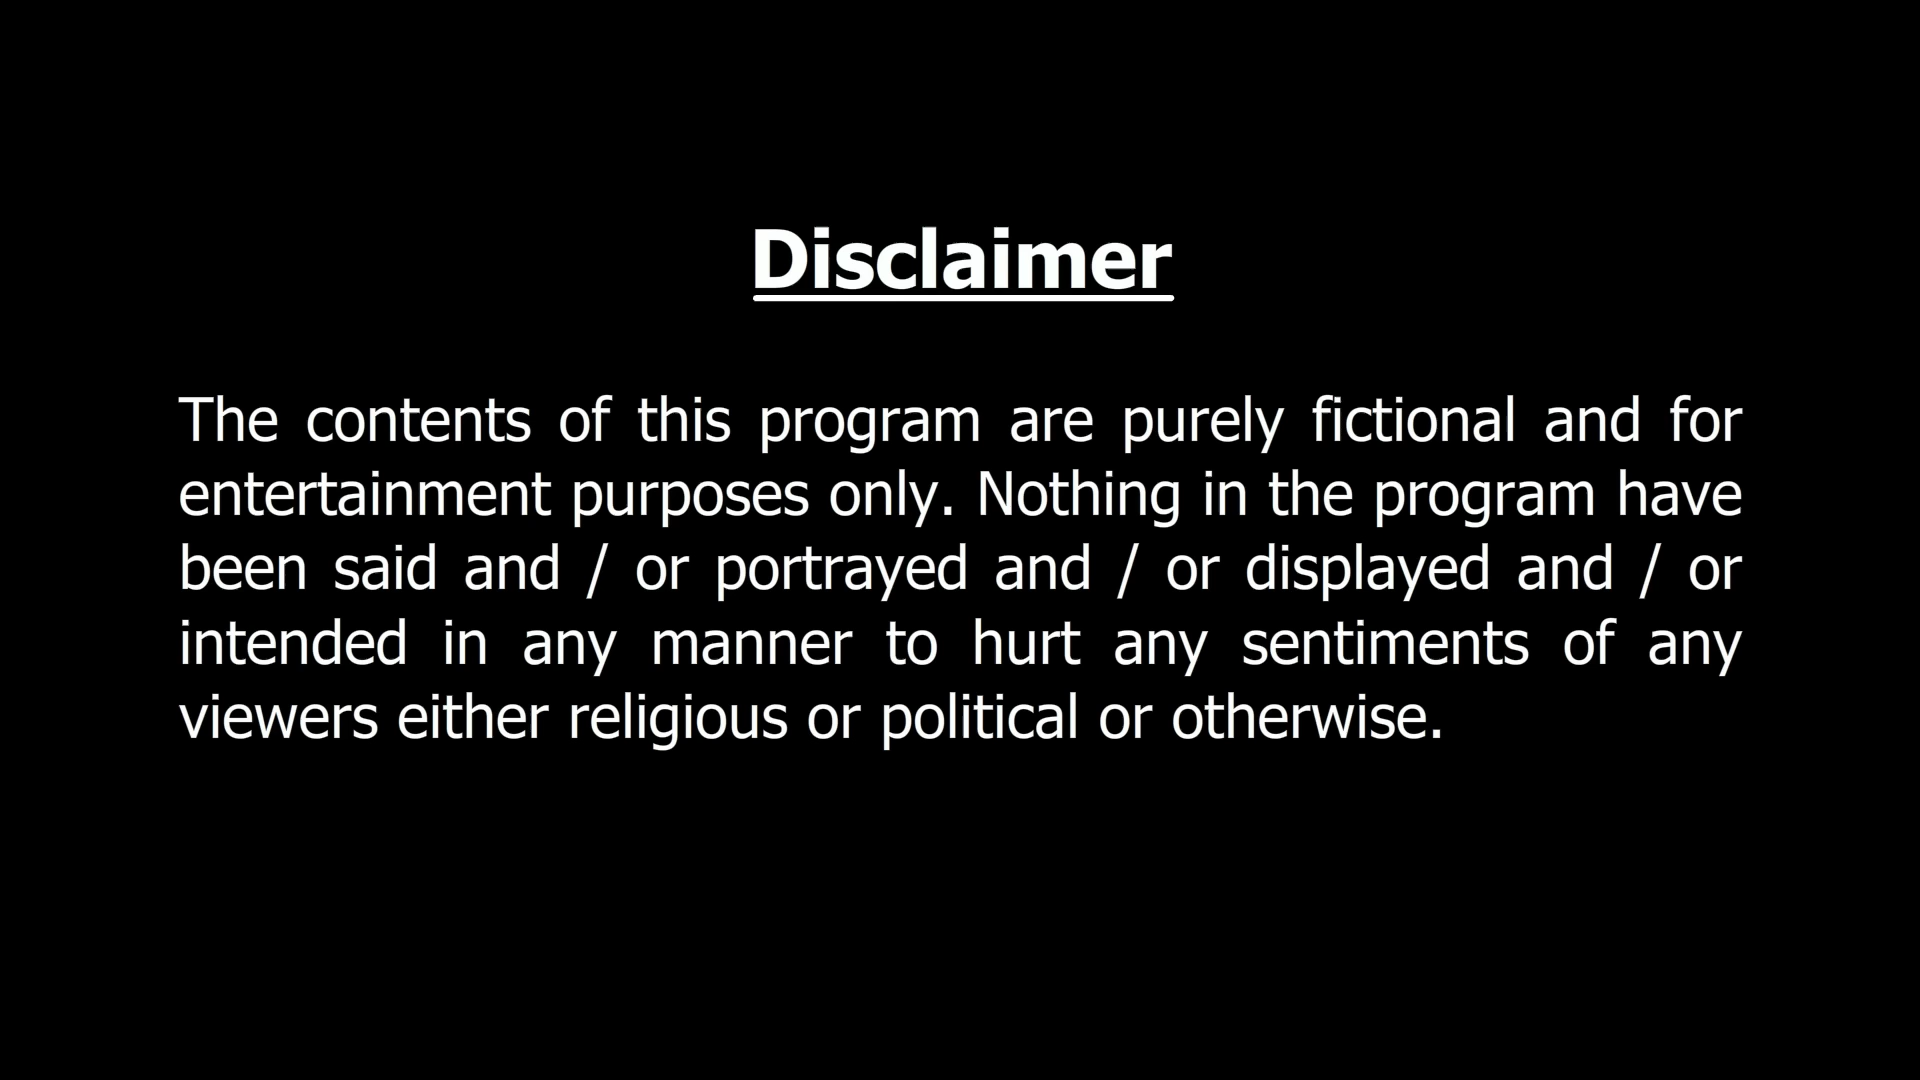 Disclaimer
The contents of this program are purely fictional and for
entertainment purposes only. Nothing in the program have
been said and / or portrayed and / or displayed and / or
intended in any manner to hurt any sentiments of any
viewers either religious or political or otherwise.